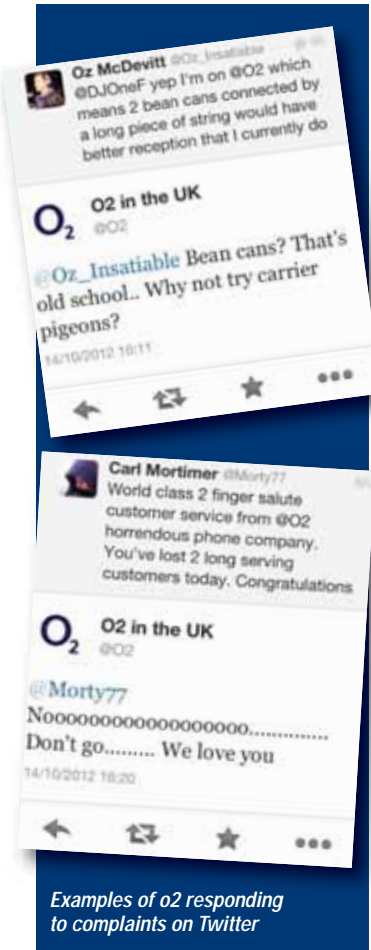 Oz McDevitt @Oz_Insatiable
@DJOneF yep I'm on @O2 which
means 2 bean cans connected by
a long piece of string would have
better reception that I currently do
O2
O2 in the UK
@O2
@Oz_Insatiable Bean cans? That's
old school.. Why not try carrier
pigeons?
14/10/2012 16:11
Carl Mortimer @Morty77
World class 2 finger salute
customer service from @O2
horrendous phone company.
You've lost 2 long serving
customers today. Congratulations
O2
O2 in the UK
@O2
@Morty77
Nooooooooooooooooooo..............
Don't go......... We love you
14/10/2012 16:20
Examples of o2 responding
to complaints on Twitter